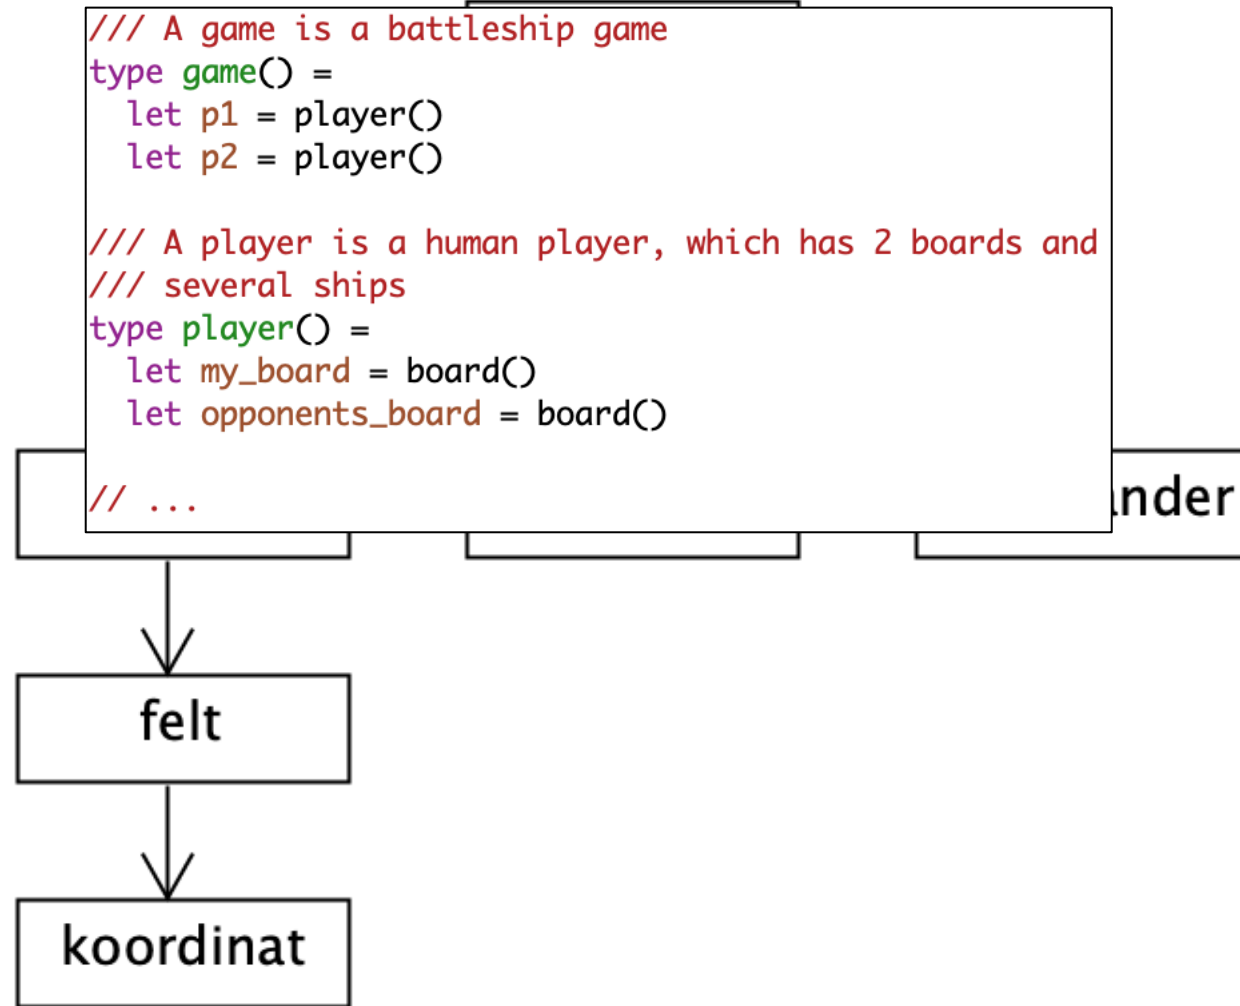 /// A game is a battleship game
type game() =
  let p1 = player()
  let p2 = player()
/// A player is a human player, which has 2 boards and
/// several ships
type player() =
  let my_board = board()
  let opponents_board = board()
// ...
felt
koordinat